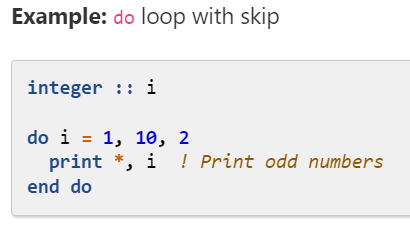 Example: do loop with skip
integer :: i
do i = 1, 10, 2
  print *, i  ! Print odd numbers
end do